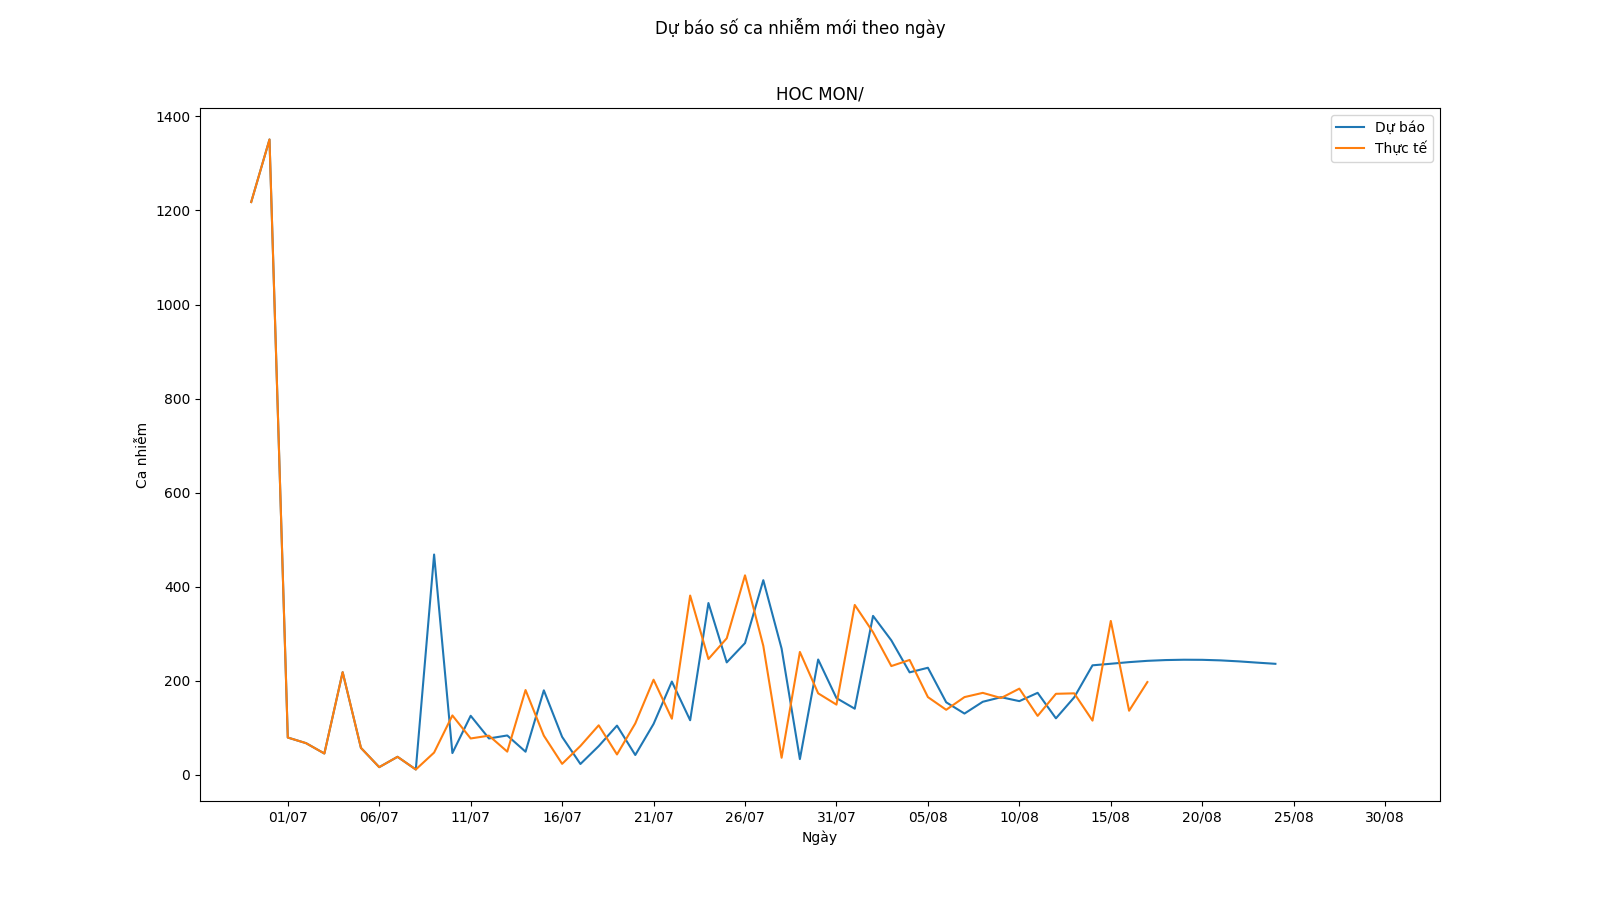 Dự báo số ca nhiễm mới theo ngày
HOC MON/
Dự báo
Thực tế
1400
1200
1000
800
600
400
200
0
Ca nhiễm
01/07 06/07 11/07 16/07 21/07 26/07 31/07 05/08 10/08 15/08 20/08 25/08 30/08
Ngày